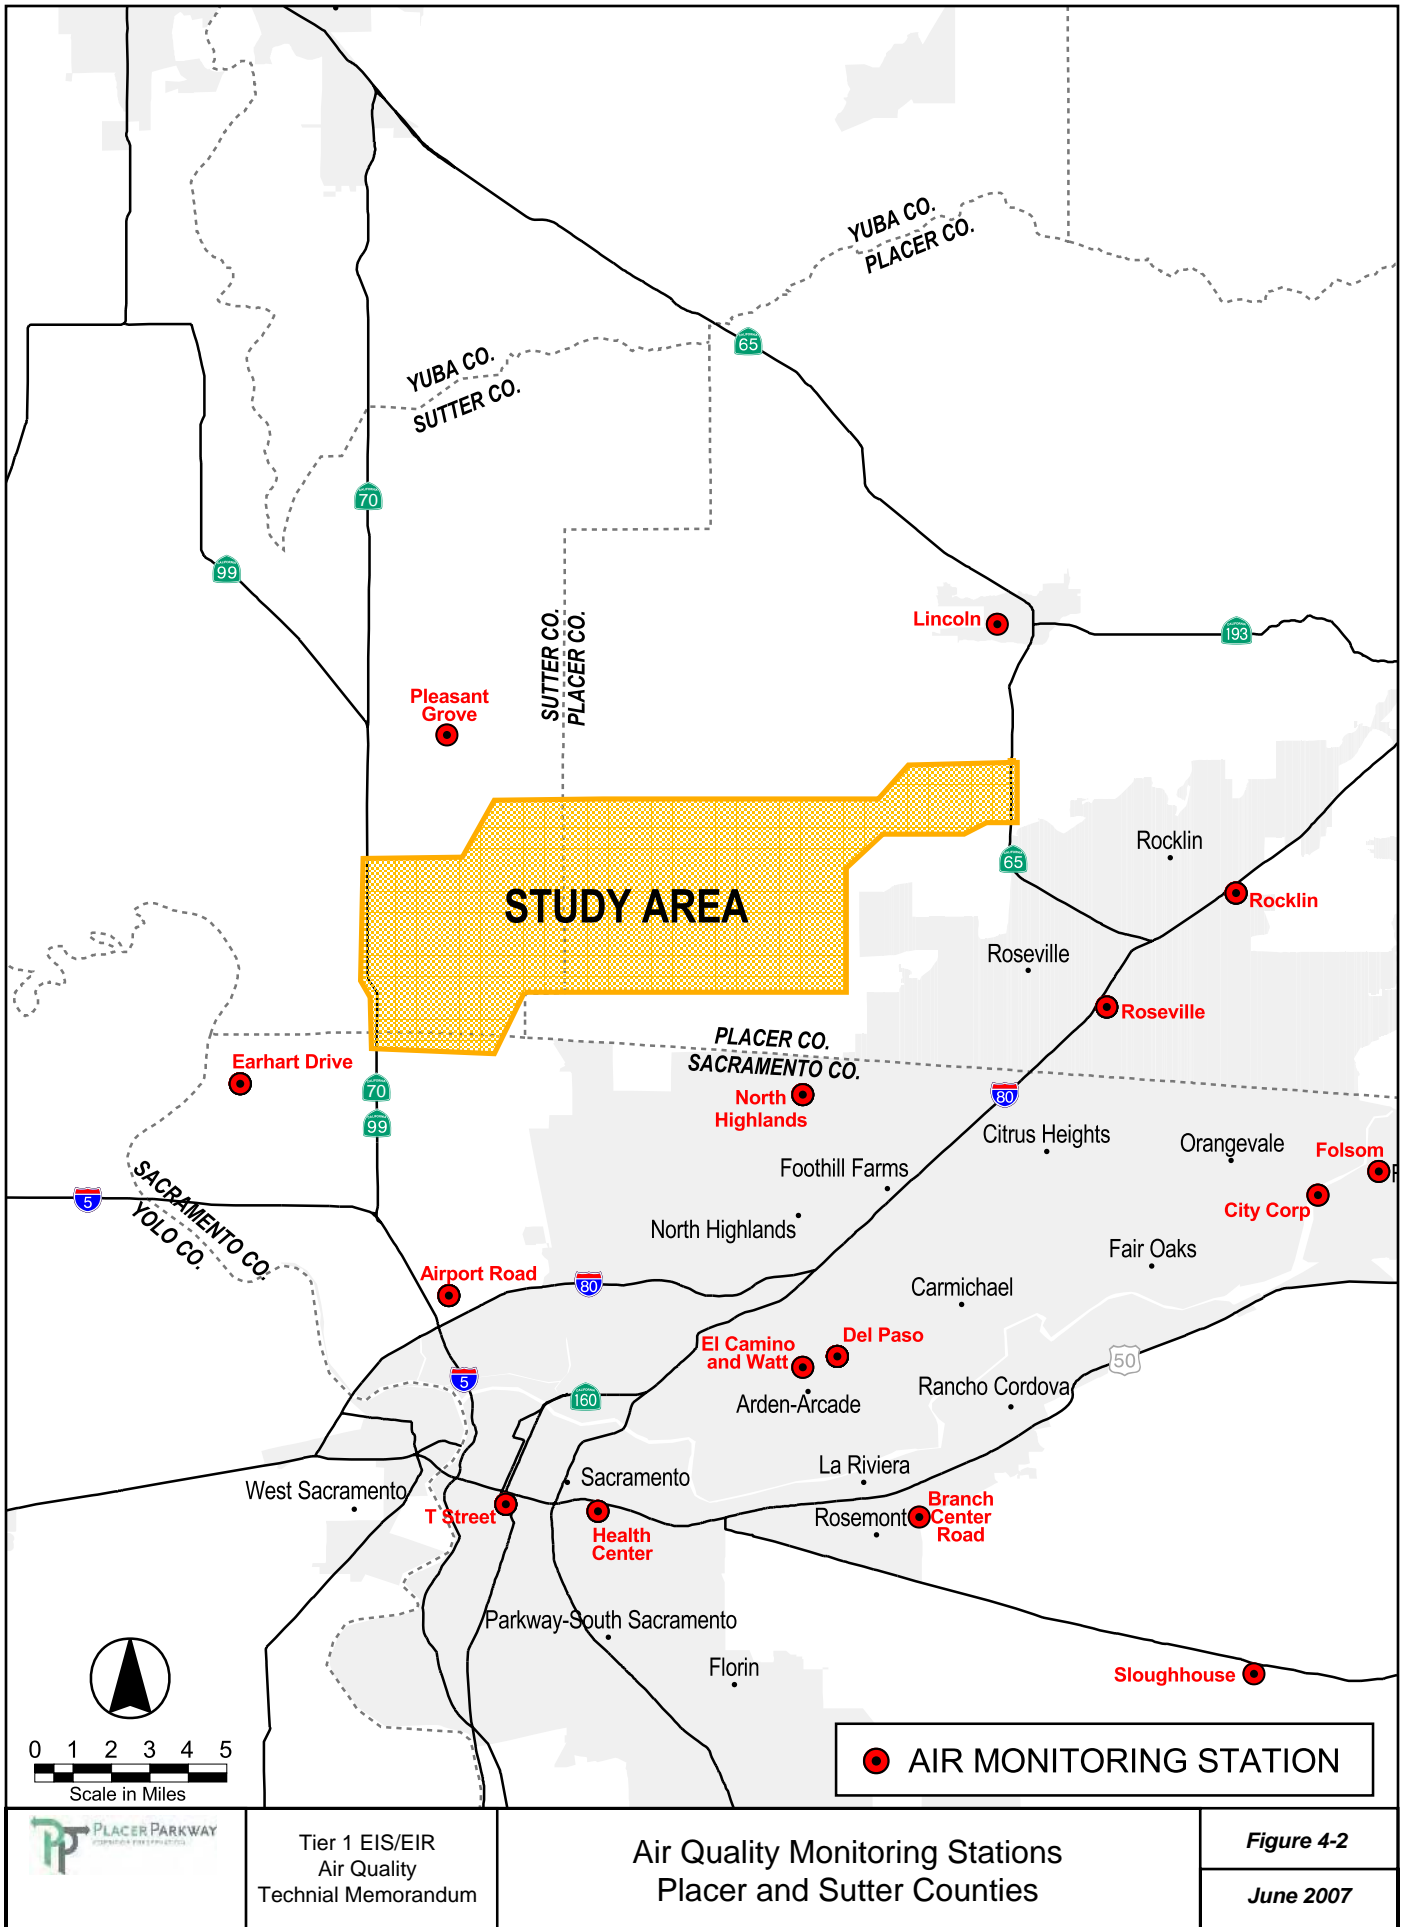 YUBA CO.
PLACER CO.
65
YUBA CO.
SUTTER CO.
70
99
SUTTER CO.
PLACER CO.
Lincoln
193
Pleasant
Grove
STUDY AREA
65
Rocklin
Rocklin
Roseville
Roseville
PLACER CO.
SACRAMENTO CO.
Earhart Drive
70
99
North
Highlands
80
Citrus Heights
Orangevale
Folsom
F
City Corp
Foothill Farms
North Highlands
Fair Oaks
5
SACRAMENTO CO.
YOLO CO.
Airport Road
80
Carmichael
El Camino
and Watt
Del Paso
50
5
160
Arden-Arcade
Rancho Cordova
La Riviera
Sacramento
West Sacramento
T Street
Health
Center
Rosemont
Branch
Center
Road
Parkway-South Sacramento
Florin
Sloughhouse
0 1 2 3 4 5
Scale in Miles
AIR MONITORING STATION
PLACER PARKWAY
Tier 1 EIS/EIR
Air Quality
Technial Memorandum
Air Quality Monitoring Stations
Placer and Sutter Counties
Figure 4-2
June 2007